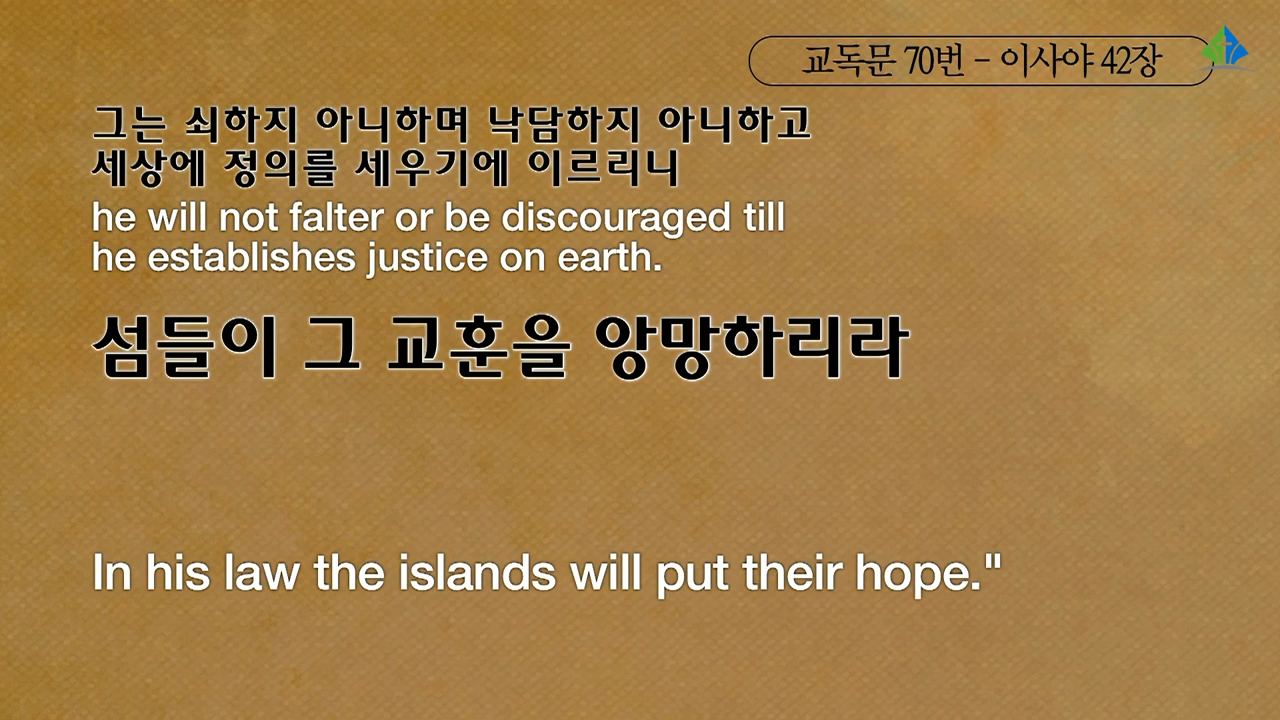 교독문 70번 - 이사야 42장
그는 쇠하지 아니하며 낙담하지 아니하고
세상에 정의를 세우기에 이르리니
he will not falter or be discouraged till
he establishes justice on earth.
섬들이 그 교훈을 앙망하리라
In his law the islands will put their hope."